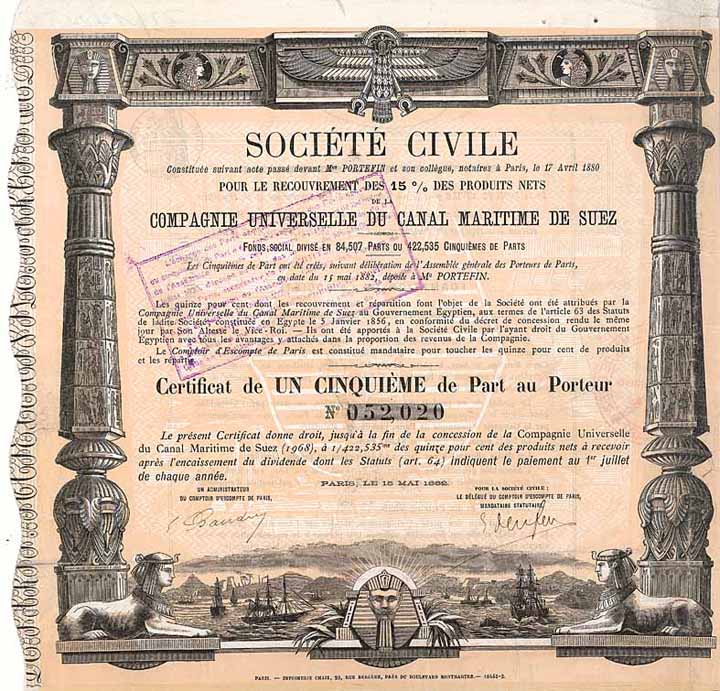 SOCIÉTÉ CIVILE
Constituée suivant acte passé devant Me PORTEFIN et son collègue, notaires à Paris, le 17 Avril 1880
POUR LE RECOUVREMENT DES 15 % DES PRODUITS NETS
DE LA
COMPAGNIE UNIVERSELLE DU CANAL MARITIME DE SUEZ
FONDS SOCIAL DIVISÉ EN 84,507 PARTS OU 422,535 CINQUIÈMES DE PARTS
Les Cinquièmes de Part ont été créés, suivant délibération de l'Assemblée générale des Porteurs de Parts,
en date du 15 mai 1882, déposée à Me PORTEFIN.
Les quinze pour cent dont les recouvrement et répartition font l'objet de la Société ont été attribués par la
Compagnie Universelle du Canal Maritime de Suez au Gouvernement Egyptien, aux termes de l'article 63 des Statuts
de ladite Société constituée en Egypte le 5 Janvier 1856, en conformité du décret de concession rendu le même
jour par Son Altesse le Vice-Roi. — Ils ont été apportés à la Société Civile par l'ayant droit du Gouvernement
Egyptien avec tous les avantages y attachés dans la proportion des revenus de la Compagnie.
Le Comptoir d'Escompte de Paris est constitué mandataire pour toucher les quinze pour cent de produits
et les répartir.
Certificat de UN CINQUIÈME de Part au Porteur
No 052,020
Le présent Certificat donne droit, jusqu'à la fin de la concession de la Compagnie Universelle
du Canal Maritime de Suez (1968), à 1/422,535me des quinze pour cent des produits nets à recevoir
après l'encaissement du dividende dont les Statuts (art. 64) indiquent le paiement au 1er juillet
de chaque année.
PARIS, LE 15 MAI 1882.
UN ADMINISTRATEUR
DU COMPTOIR D'ESCOMPTE DE PARIS,
POUR LA SOCIÉTÉ CIVILE :
LE DÉLÉGUÉ DU COMPTOIR D'ESCOMPTE DE PARIS,
MANDATAIRE STATUTAIRE,
PARIS. — IMPRIMERIE CHAIX, 20, RUE BERGÈRE, PRÈS DU BOULEVARD MONTMARTRE.